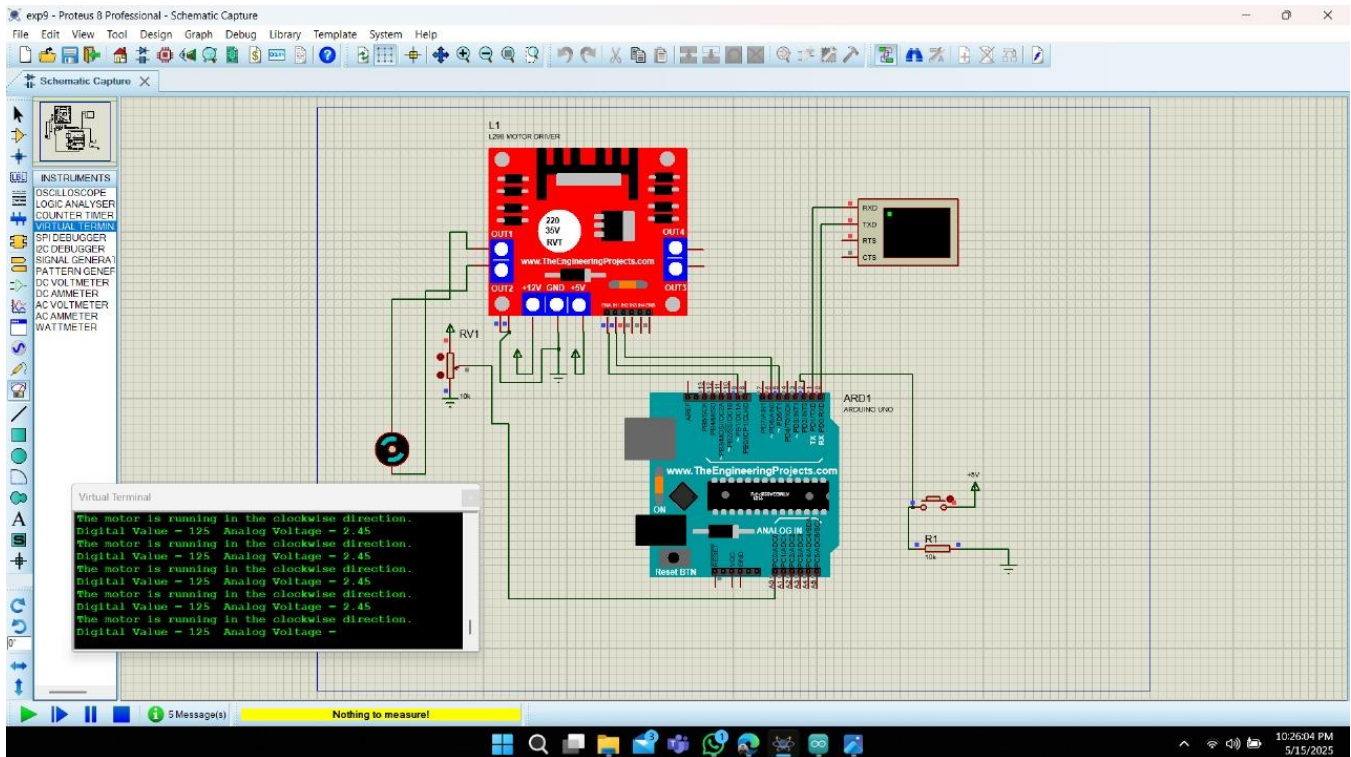 exp9 - Proteus 8 Professional - Schematic Capture
File Edit View Tool Design Graph Debug Library Template System Help
Schematic Capture
INSTRUMENTS
OSCILLOSCOPE
LOGIC ANALYSER
COUNTER TIMER
VIRTUAL TERMIN
SPI DEBUGGER
I2C DEBUGGER
SIGNAL GENERAT
PATTERN GENEF
DC VOLTMETER
DC AMMETER
AC VOLTMETER
AC AMMETER
WATTMETER
L1
L298 MOTOR DRIVER
220
35V
RVT
OUT1
OUT4
www.TheEngineeringProjects.com
OUT2
+12V GND +5V
OUT3
RV1
10k
RXD
TXD
RTS
CTS
ARD1
ARDUINO UNO
AREF
TX
RX
www.TheEngineeringProjects.com
ON
ANALOG IN
Reset BTN
+5V
R1
10k
Virtual Terminal
The motor is running in the clockwise direction.
Digital Value = 125 Analog Voltage = 2.45
The motor is running in the clockwise direction.
Digital Value = 125 Analog Voltage = 2.45
The motor is running in the clockwise direction.
Digital Value = 125 Analog Voltage = 2.45
The motor is running in the clockwise direction.
Digital Value = 125 Analog Voltage = 2.45
The motor is running in the clockwise direction.
Digital Value = 125 Analog Voltage =
0°
5 Message(s)
Nothing to measure!
10:26:04 PM
5/15/2025